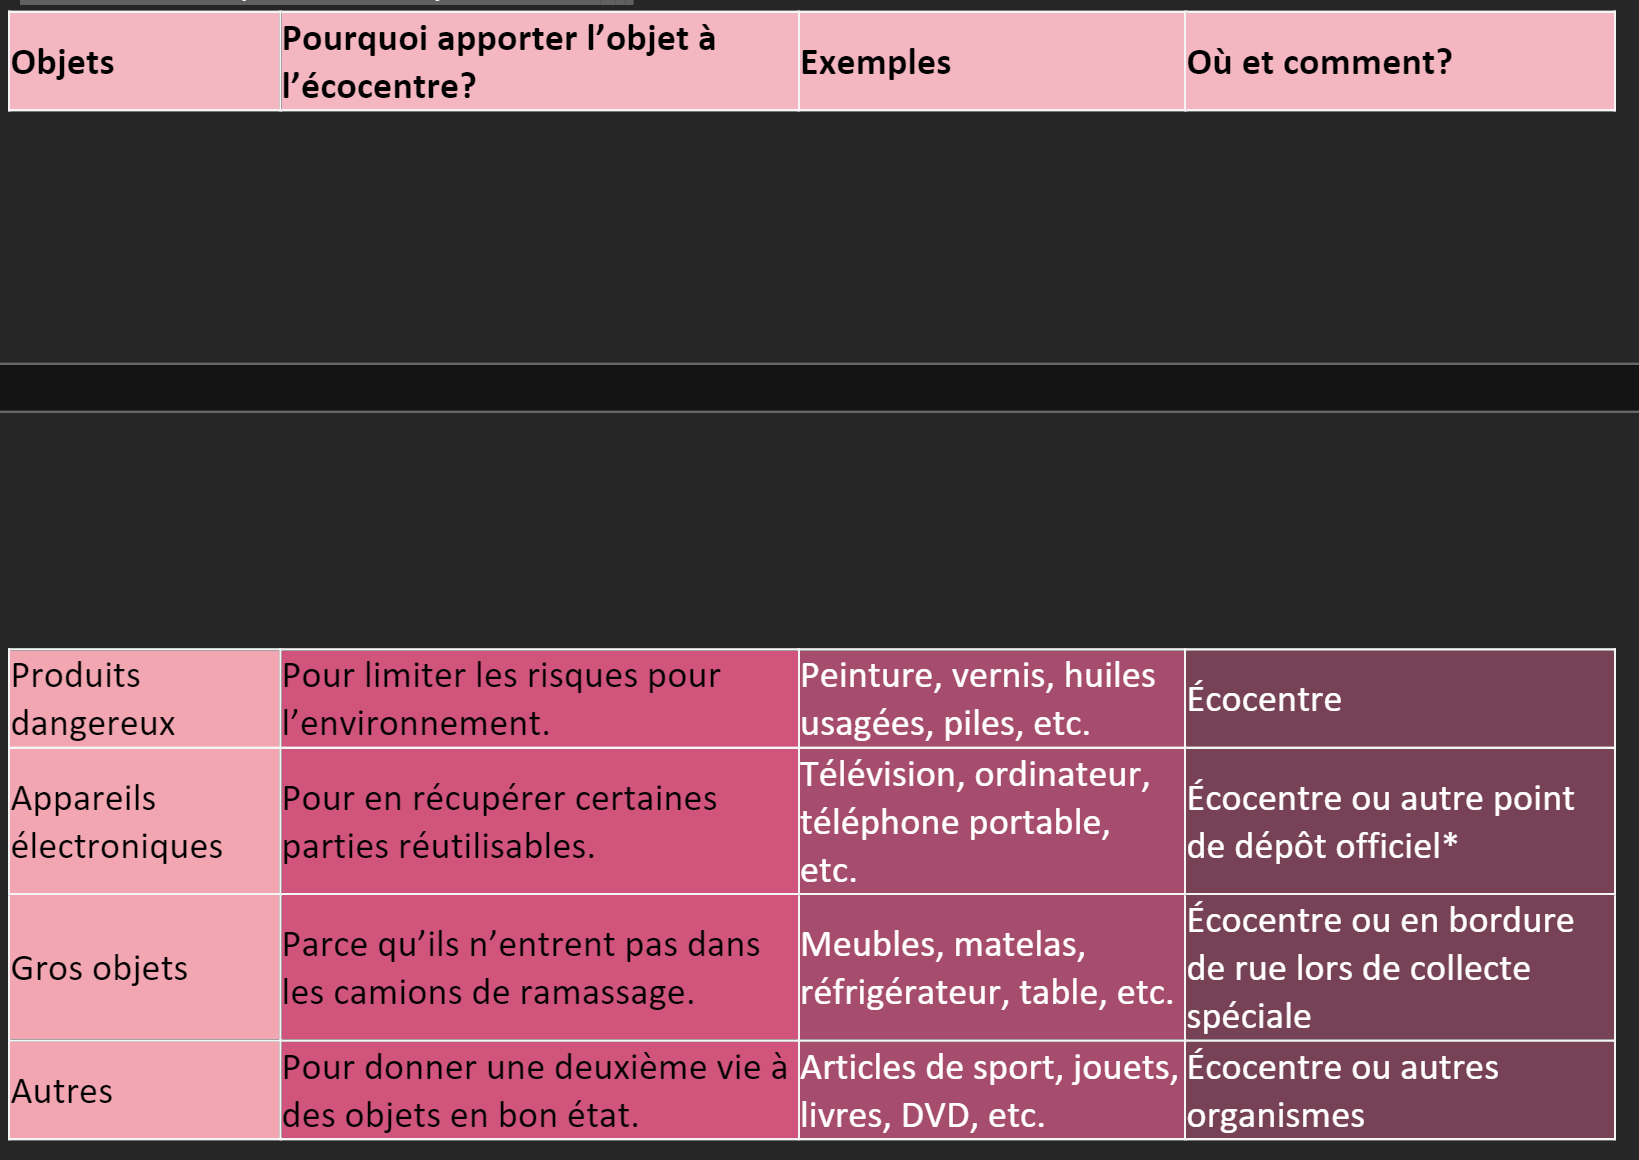 Objets
Pourquoi apporter l’objet à
l’écocentre?
Exemples
Où et comment?
Produits
dangereux
Pour limiter les risques pour
l’environnement.
Peinture, vernis, huiles
usagées, piles, etc.
Écocentre
Appareils
électroniques
Pour en récupérer certaines
parties réutilisables.
Télévision, ordinateur,
téléphone portable,
etc.
Écocentre ou autre point
de dépôt officiel*
Gros objets
Parce qu’ils n’entrent pas dans
les camions de ramassage.
Meubles, matelas,
réfrigérateur, table, etc.
Écocentre ou en bordure
de rue lors de collecte
spéciale
Autres
Pour donner une deuxième vie à
des objets en bon état.
Articles de sport, jouets,
livres, DVD, etc.
Écocentre ou autres
organismes